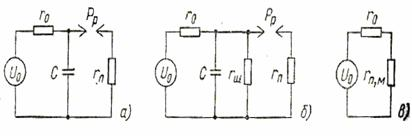 r₀ Pр r₀ Pр r₀
U₀ C rп U₀ C rш rп U₀ rп,м
а) б) в)